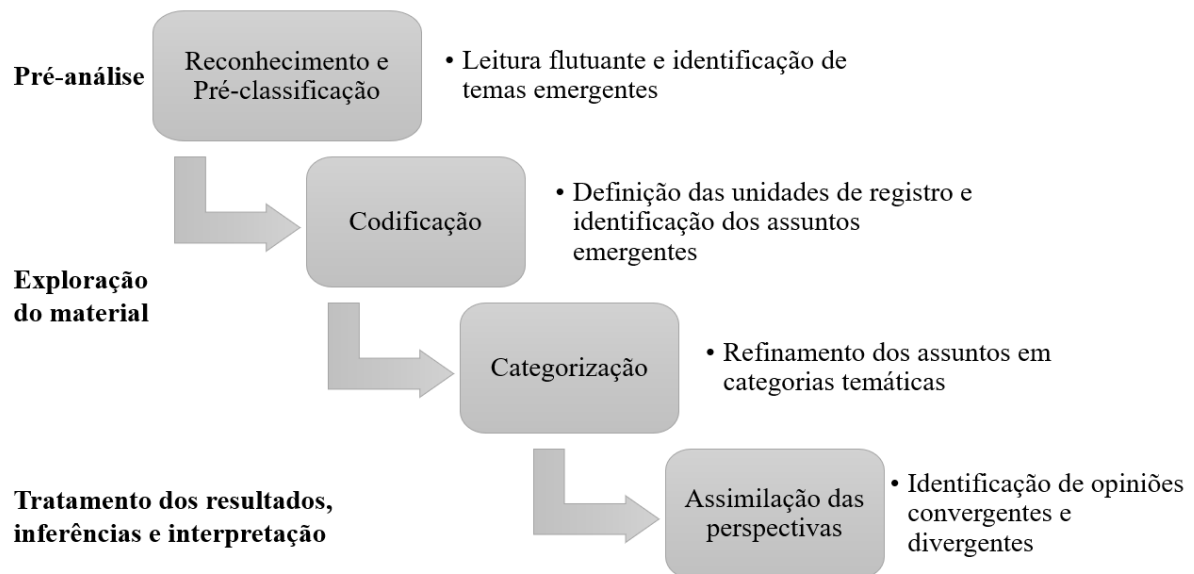 Pré-análise
Reconhecimento e
Pré-classificação
• Leitura flutuante e identificação de
temas emergentes
Codificação
• Definição das unidades de registro e
identificação dos assuntos
emergentes
Exploração
do material
Categorização
• Refinamento dos assuntos em
categorias temáticas
Tratamento dos resultados,
inferências e interpretação
Assimilação das
perspectivas
• Identificação de opiniões
convergentes e
divergentes